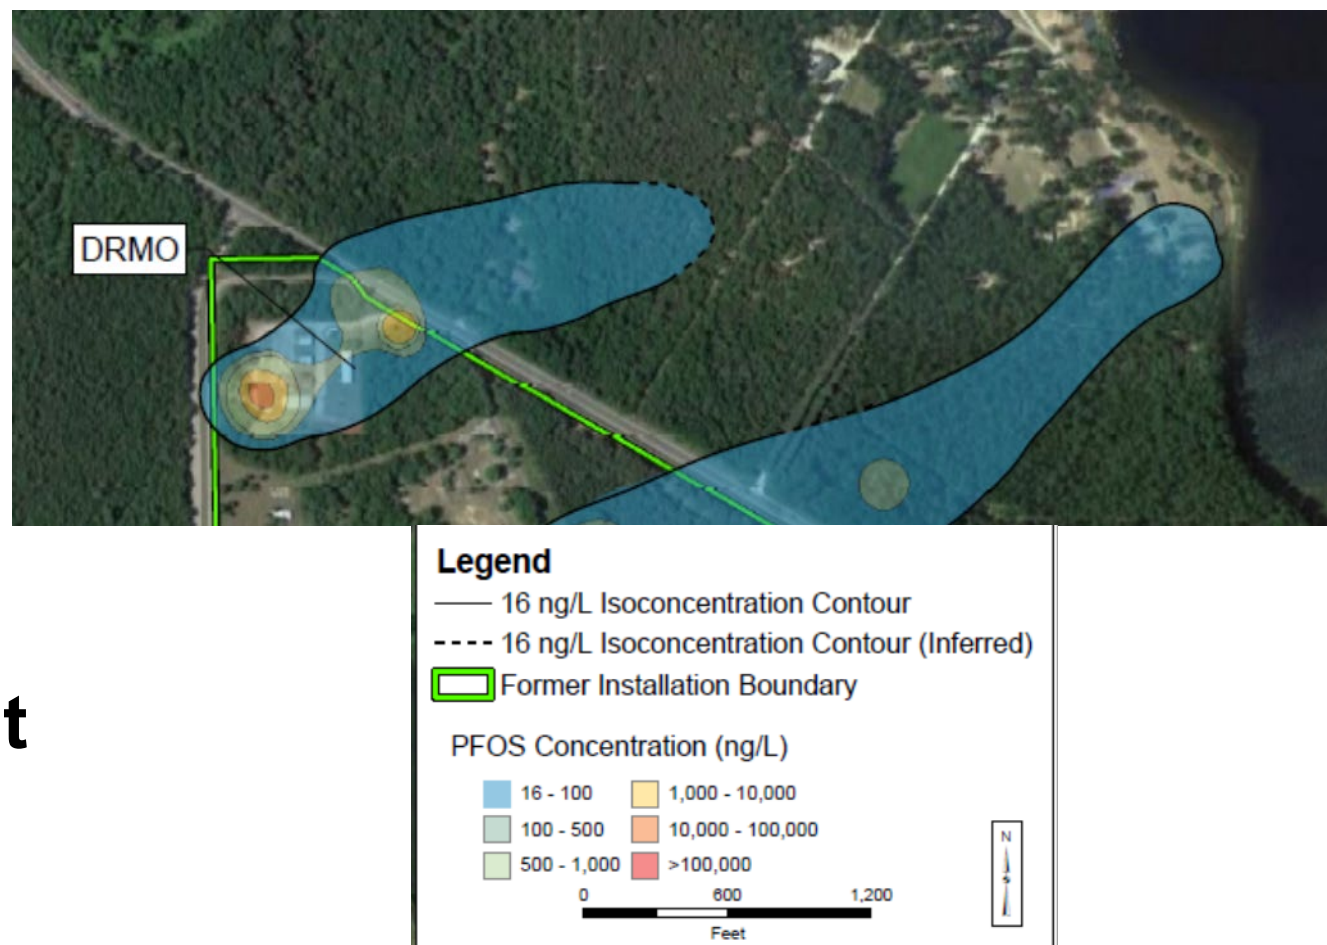 DRMO
Legend
16 ng/L Isoconcentration Contour
16 ng/L Isoconcentration Contour (Inferred)
Former Installation Boundary
t
PFOS Concentration (ng/L)
16 - 100
1,000 - 10,000
100 - 500
10,000 - 100,000
500 - 1,000
>100,000
N
0 600 1,200
Feet